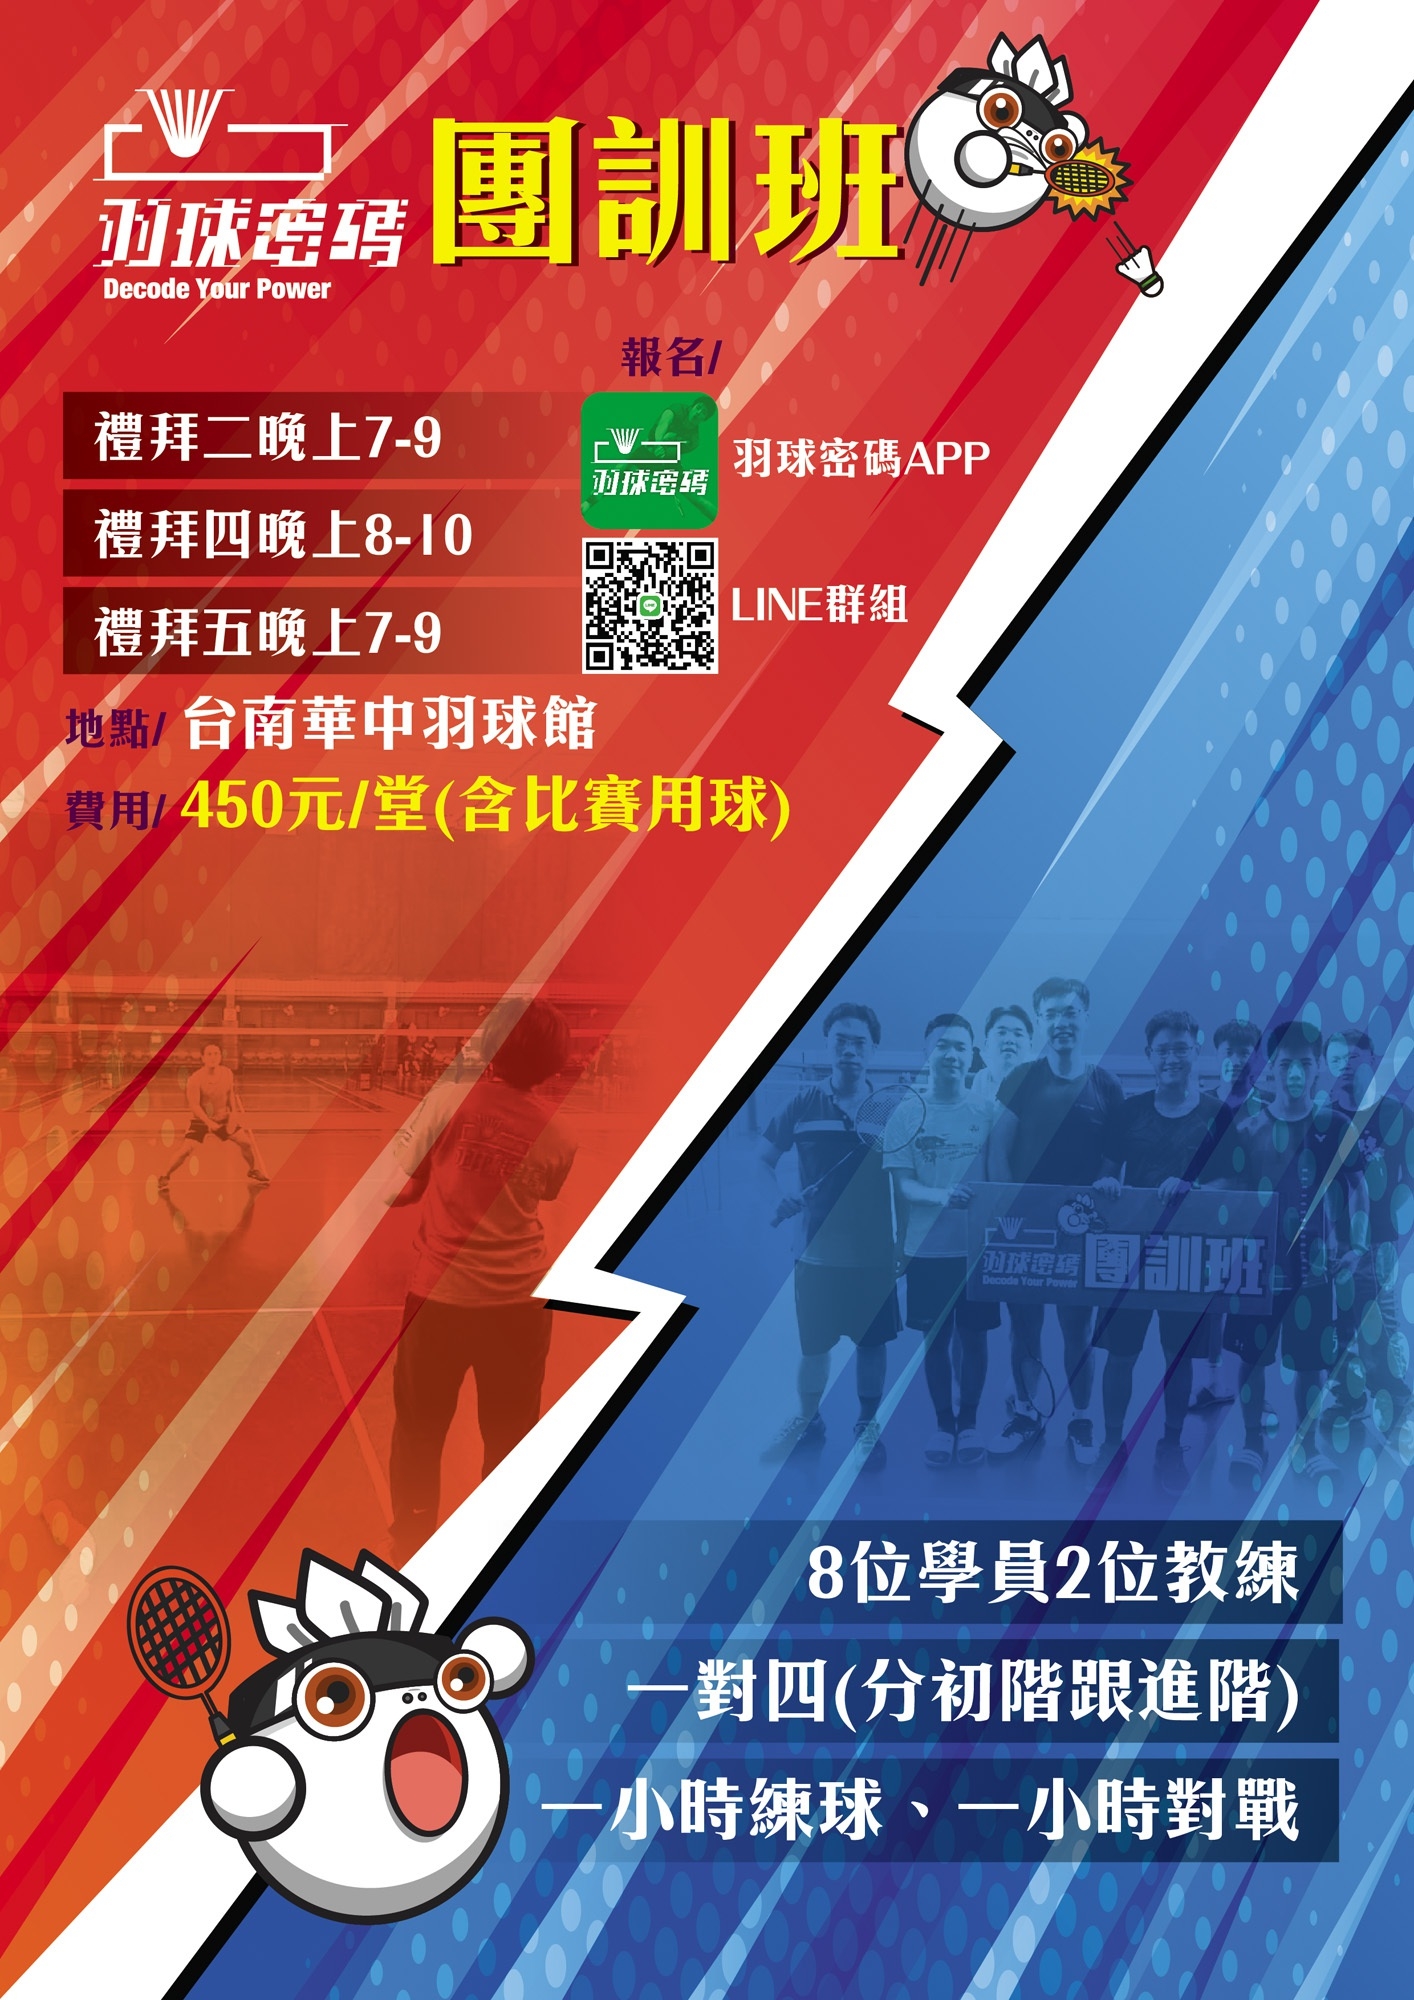 羽球密碼
Decode Your Power
團訓班
報名/
禮拜二晚上7-9
禮拜四晚上8-10
禮拜五晚上7-9
羽球密碼
羽球密碼APP
LINE群組
地點/ 台南華中羽球館
費用/ 450元/堂(含比賽用球)
羽球密碼
Decode Your Power
團訓班
8位學員2位教練
一對四(分初階跟進階)
一小時練球、一小時對戰